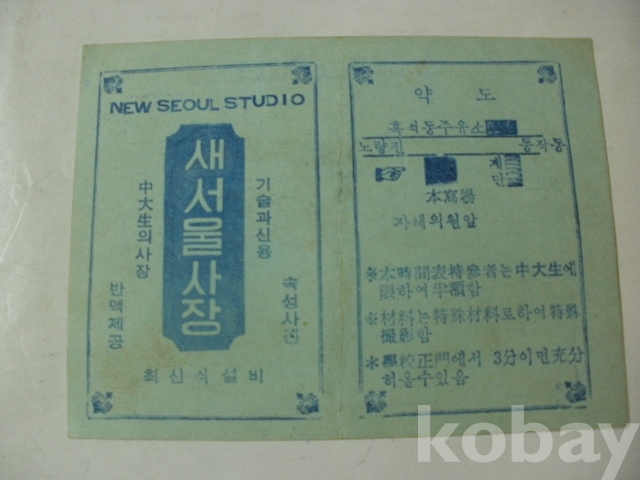 NEW SEOUL STUDIO
새서울사장
기술과신용
속성사진
中大生의사장
반액제공
최신식설비
약도
흑석동주유소
노량진 동작동
계단
本寫場
자혜의원앞
※本時間表持參者는中大生에
限하여半額함
※材料는特殊材料로하여特別
撮影함
※學校正門에서 3分이면充分
히올수있음
kobay